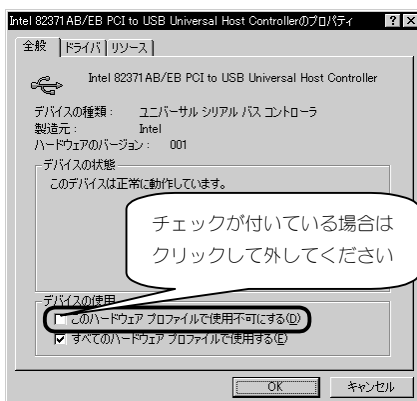 Intel 82371AB/EB PCI to USB Universal Host Controllerのプロパティ
全般 ドライバ リソース
Intel 82371AB/EB PCI to USB Universal Host Controller
デバイスの種類： ユニバーサル シリアル バス コントローラ
製造元： Intel
ハードウェアのバージョン： 001
デバイスの状態
このデバイスは正常に動作しています。
チェックが付いている場合は
クリックして外してください
デバイスの使用
このハードウェア プロファイルで使用不可にする(D)
すべてのハードウェア プロファイルで使用する(E)
OK キャンセル